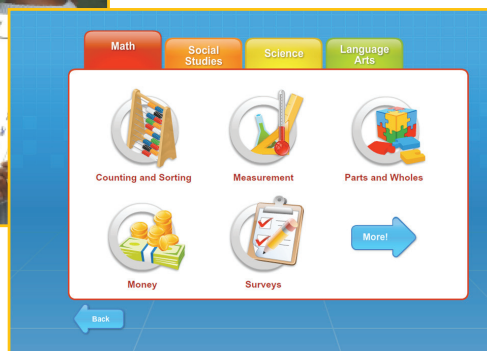 Math
Social
Studies
Science
Language
Arts
Counting and Sorting
Measurement
Parts and Wholes
Money
Surveys
More!
Back